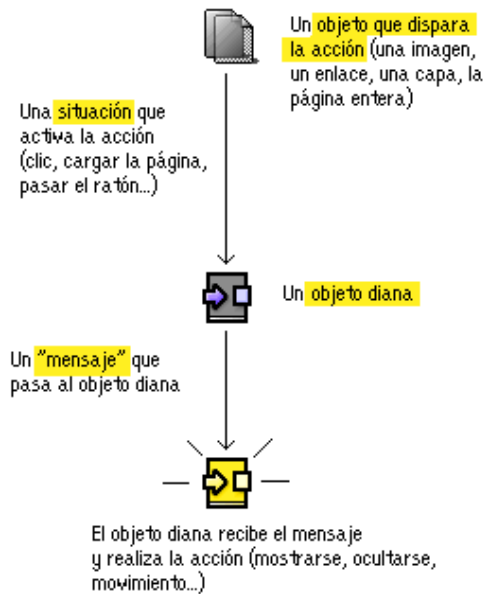 Un objeto que dispara
la acción (una imagen,
un enlace, una capa, la
página entera)
Una situación que
activa la acción
(clic, cargar la página,
pasar el ratón...)
Un objeto diana
Un "mensaje" que
pasa al objeto diana
El objeto diana recibe el mensaje
y realiza la acción (mostrarse, ocultarse,
movimiento...)